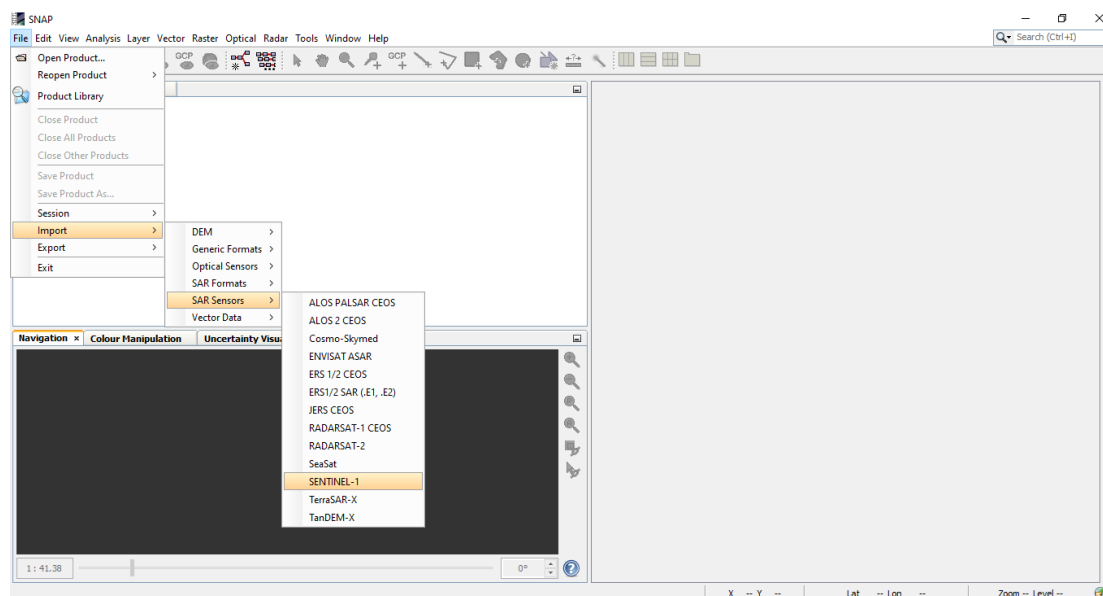 SNAP
File Edit View Analysis Layer Vector Raster Optical Radar Tools Window Help
Search (Ctrl+I)
Open Product...
GCP
GCP
Reopen Product >
Product Library
Close Product
Close All Products
Close Other Products
Save Product
Save Product As...
Session >
Import >
Export >
Exit
DEM >
Generic Formats >
Optical Sensors >
SAR Formats >
SAR Sensors >
Vector Data >
ALOS PALSAR CEOS
ALOS 2 CEOS
Cosmo-Skymed
ENVISAT ASAR
ERS 1/2 CEOS
ERS1/2 SAR (.E1, .E2)
JERS CEOS
RADARSAT-1 CEOS
RADARSAT-2
SeaSat
SENTINEL-1
TerraSAR-X
TanDEM-X
Navigation × Colour Manipulation Uncertainty Visu
1 : 41.38
0°
X -- Y -- Lat -- Lon -- Zoom -- Level --